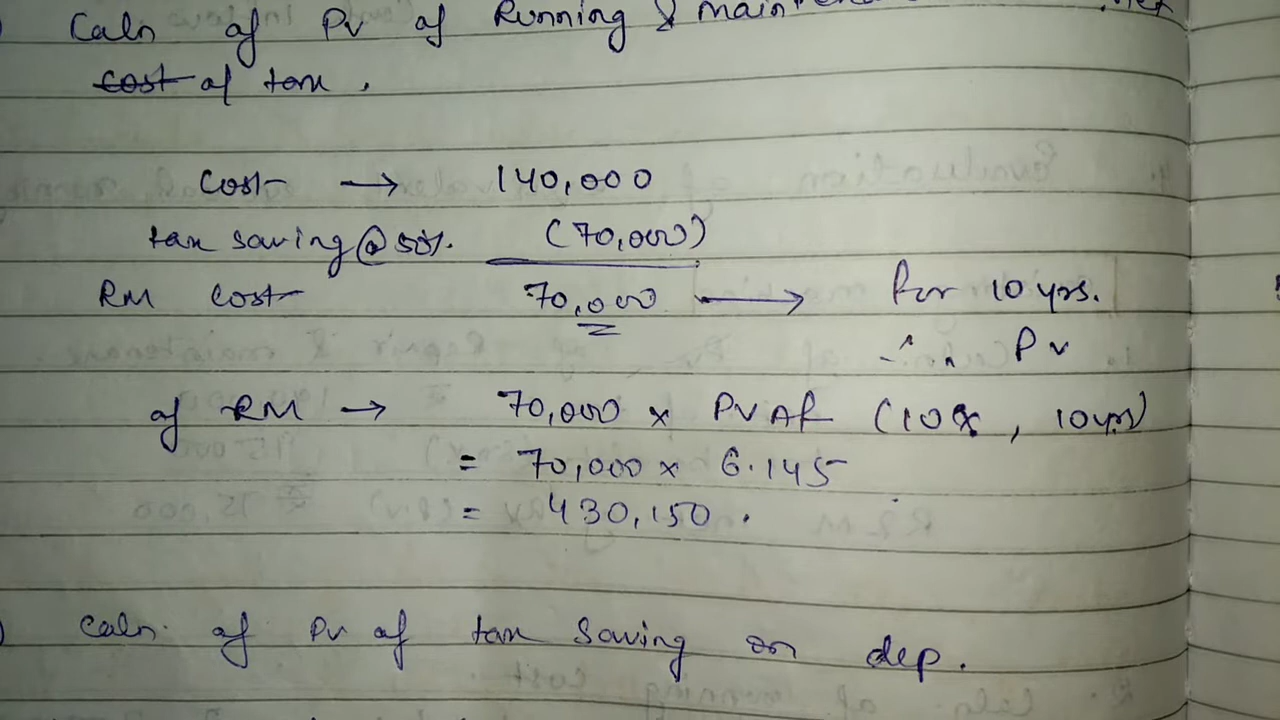 Caln of Pv of Running & maintena
cost of tax.
Cost → 140,000
tax saving @ 50%. (70,000)
RM Cost 70,000 → for 10 yrs.
∴ Pv
of RM → 70,000 x PVAF (10%, 10yrs)
= 70,000 x 6.145
= 430,150.
Caln. of Pv of tax saving on dep.